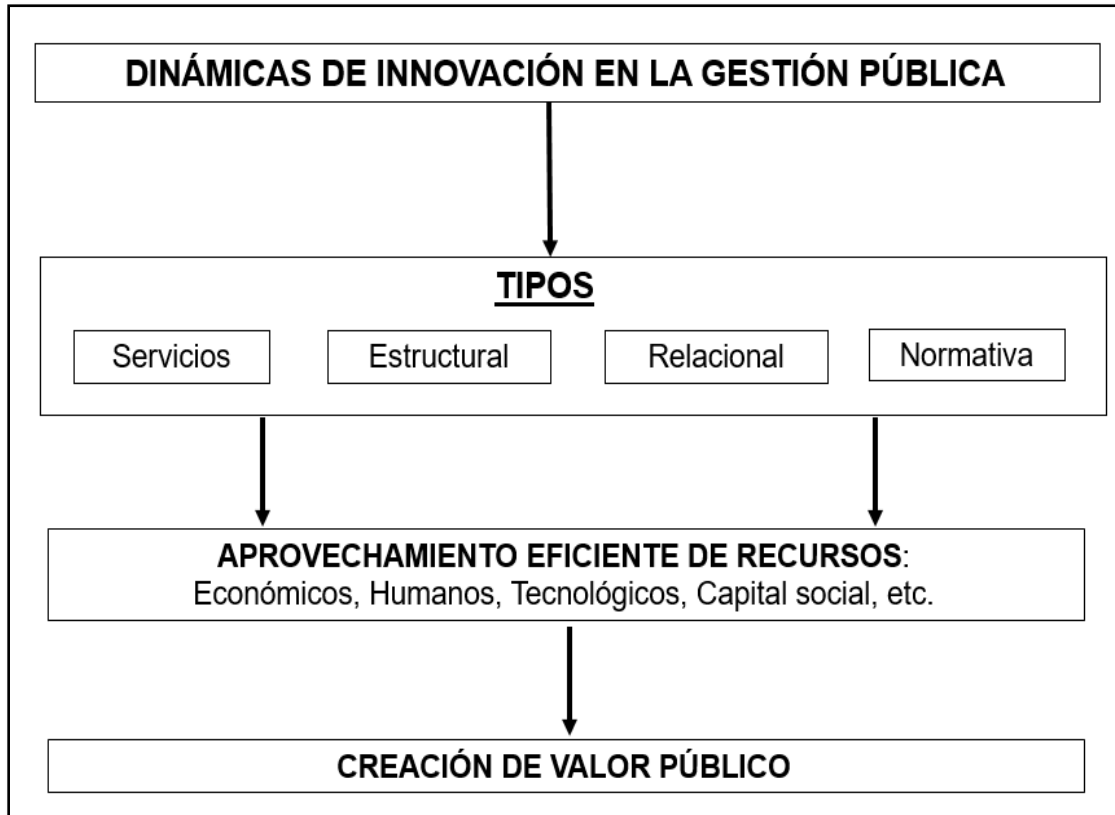 DINÁMICAS DE INNOVACIÓN EN LA GESTIÓN PÚBLICA
TIPOS
Servicios
Estructural
Relacional
Normativa
APROVECHAMIENTO EFICIENTE DE RECURSOS:
Económicos, Humanos, Tecnológicos, Capital social, etc.
CREACIÓN DE VALOR PÚBLICO